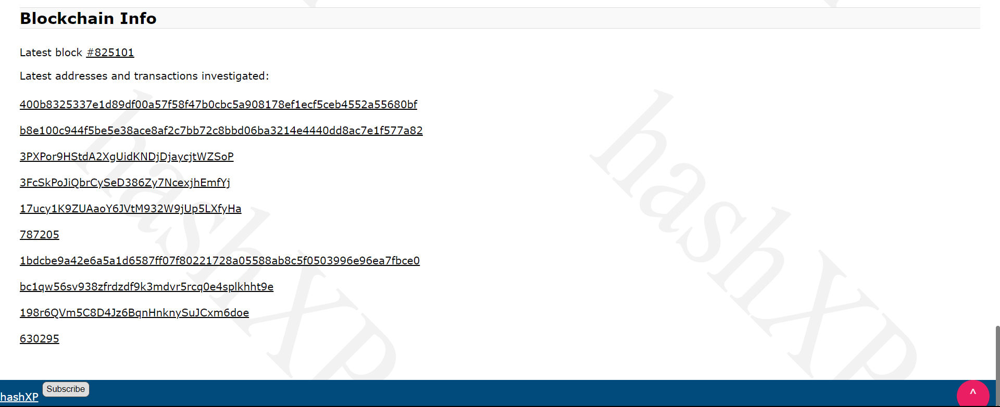 Blockchain Info
Latest block #825101
Latest addresses and transactions investigated:
400b8325337e1d89df00a57f58f47b0cbc5a908178ef1ecf5ceb4552a55680bf
b8e100c944f5be5e38ace8af2c7bb72c8bbd06ba3214e4440dd8ac7e1f577a82
3PXPor9HStdA2XgUidKNDjDjaycjtWZSoP
3FcSkPoJiQbrCySeD386Zy7NcexjhEmfYj
17ucy1K9ZUAaoY6JVtM932W9jUp5LXfyHa
787205
1bdcbe9a42e6a5a1d6587ff07f80221728a05588ab8c5f0503996e96ea7fbce0
bc1qw56sv938zfrdzdf9k3mdvr5rcq0e4splkhht9e
198r6QVm5C8D4Jz6BqnHnknySuJCxm6doe
630295
hashXP
hashXP
hashXP Subscribe ^